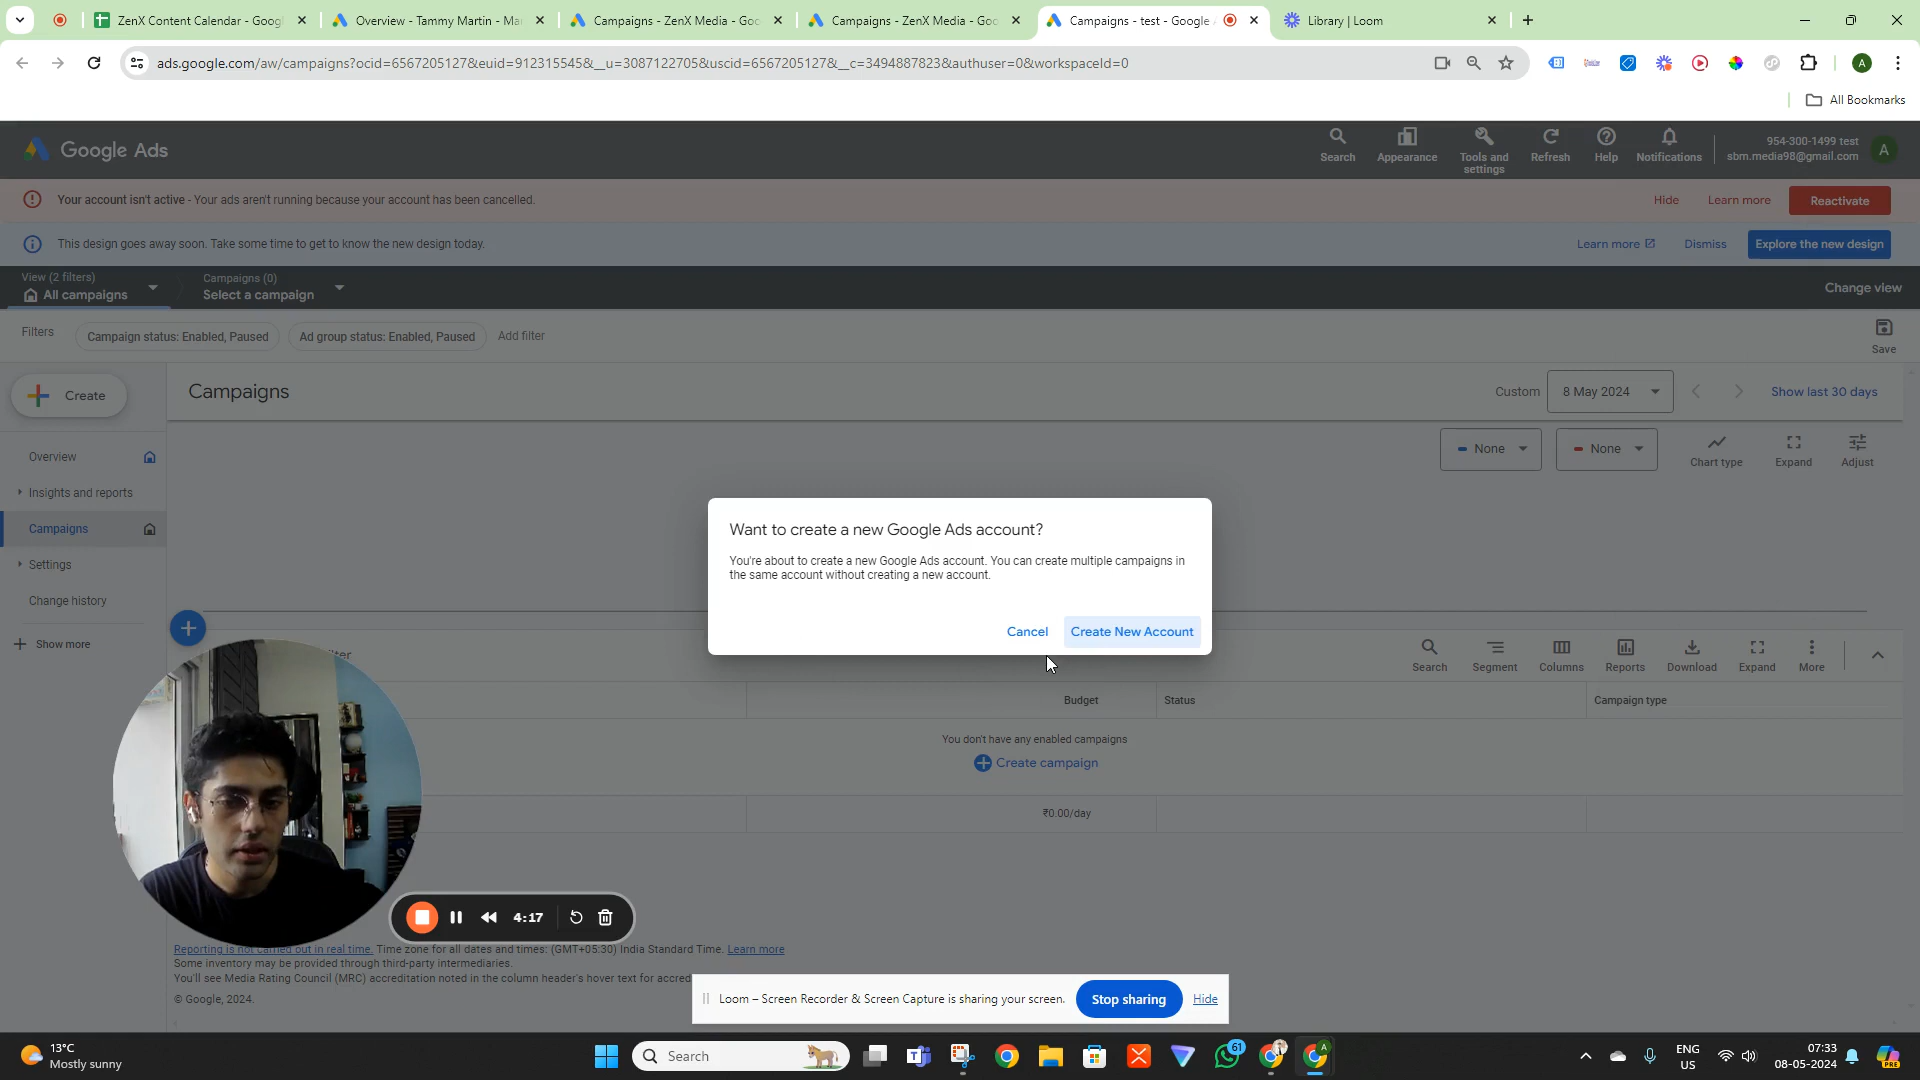 ZenX Content Calendar - Googl
Overview - Tammy Martin - Ma
Campaigns - ZenX Media - Goo
Campaigns - ZenX Media - Goo
Campaigns - test - Google
Library | Loom
ads.google.com/aw/campaigns?ocid=6567205127&euid=912315545&__u=3087122705&uscid=6567205127&__c=3494887823&authuser=0&workspaceId=0
A
All Bookmarks
Google Ads
Search
Appearance
Tools and settings
Refresh
Help
Notifications
954-300-1499 test
sbm.media98@gmail.com
A
Your account isn't active - Your ads aren't running because your account has been cancelled.
Hide
Learn more
Reactivate
This design goes away soon. Take some time to get to know the new design today.
Learn more
Dismiss
Explore the new design
View (2 filters)
All campaigns
Campaigns (0)
Select a campaign
Change view
Filters
Campaign status: Enabled, Paused
Ad group status: Enabled, Paused
Add filter
Save
Create
Campaigns
Custom
8 May 2024
Show last 30 days
Overview
Insights and reports
Campaigns
Settings
Change history
Show more
None
None
Chart type
Expand
Adjust
Want to create a new Google Ads account?
You're about to create a new Google Ads account. You can create multiple campaigns in
the same account without creating a new account.
Cancel
Create New Account
Search
Segment
Columns
Reports
Download
Expand
More
Budget
Status
Campaign type
You don't have any enabled campaigns
Create campaign
₹0.00/day
4:17
Reporting is not carried out in real time. Time zone for all dates and times: (GMT+05:30) India Standard Time. Learn more
Some inventory may be provided through third-party intermediaries.
You'll see Media Rating Council (MRC) accreditation noted in the column header's hover text for accred
© Google, 2024.
Loom – Screen Recorder & Screen Capture is sharing your screen.
Stop sharing
Hide
13°C
Mostly sunny
Search
61
A
ENG
US
07:33
08-05-2024
PRE